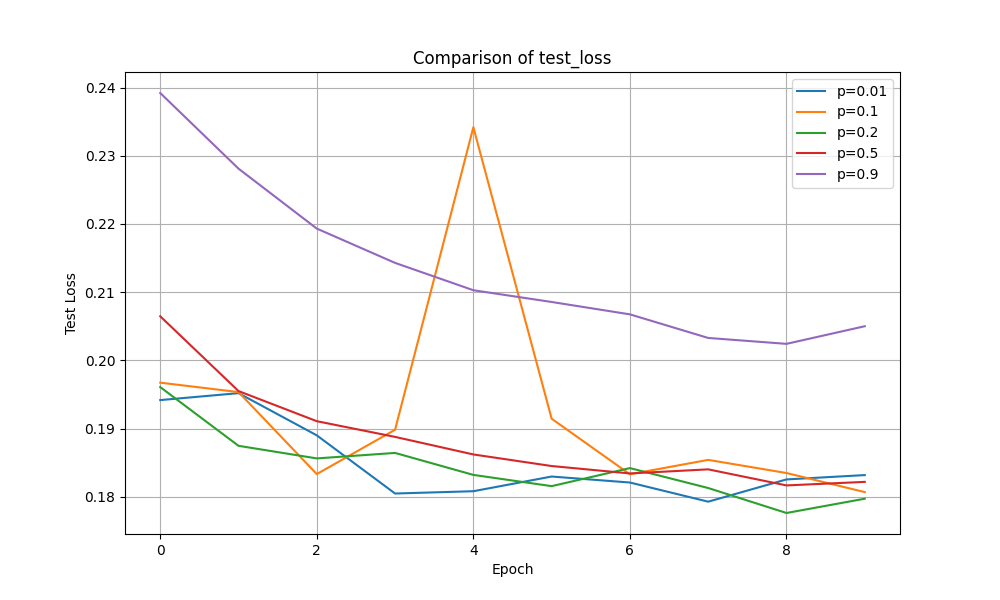 Comparison of test_loss
0.24
0.23
0.22
0.21
0.20
0.19
0.18
Test Loss
p=0.01
p=0.1
p=0.2
p=0.5
p=0.9
0
2
4
6
8
Epoch